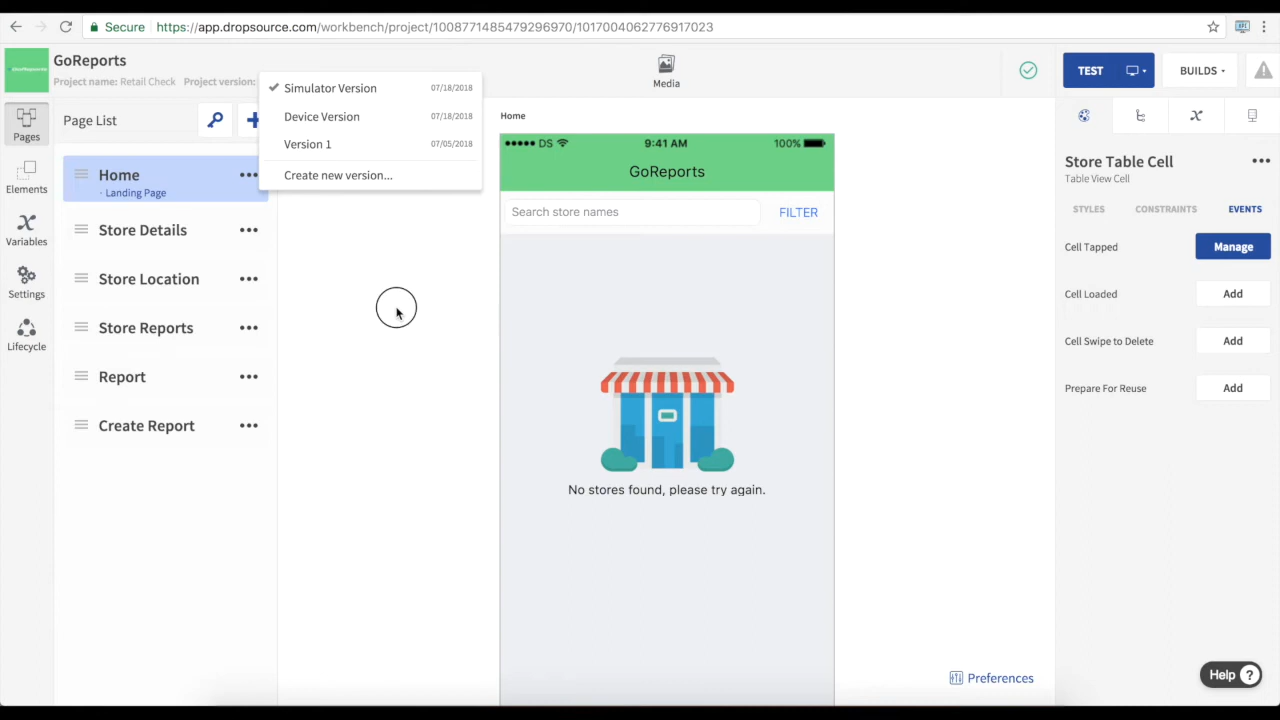 Secure
https://app.dropsource.com/workbench/project/1008771485479296970/1017004062776917023
GoReports
Project name: Retail Check Project version:
Simulator Version 07/18/2018
Device Version 07/18/2018
Version 1 07/05/2018
Create new version...
Media
TEST
BUILDS
Pages
Elements
Variables
Settings
Lifecycle
Page List
Home
· Landing Page
Store Details
Store Location
Store Reports
Report
Create Report
Home
DS 9:41 AM 100%
GoReports
Search store names FILTER
No stores found, please try again.
Preferences
Store Table Cell
Table View Cell
STYLES CONSTRAINTS EVENTS
Cell Tapped Manage
Cell Loaded Add
Cell Swipe to Delete Add
Prepare For Reuse Add
Help ?